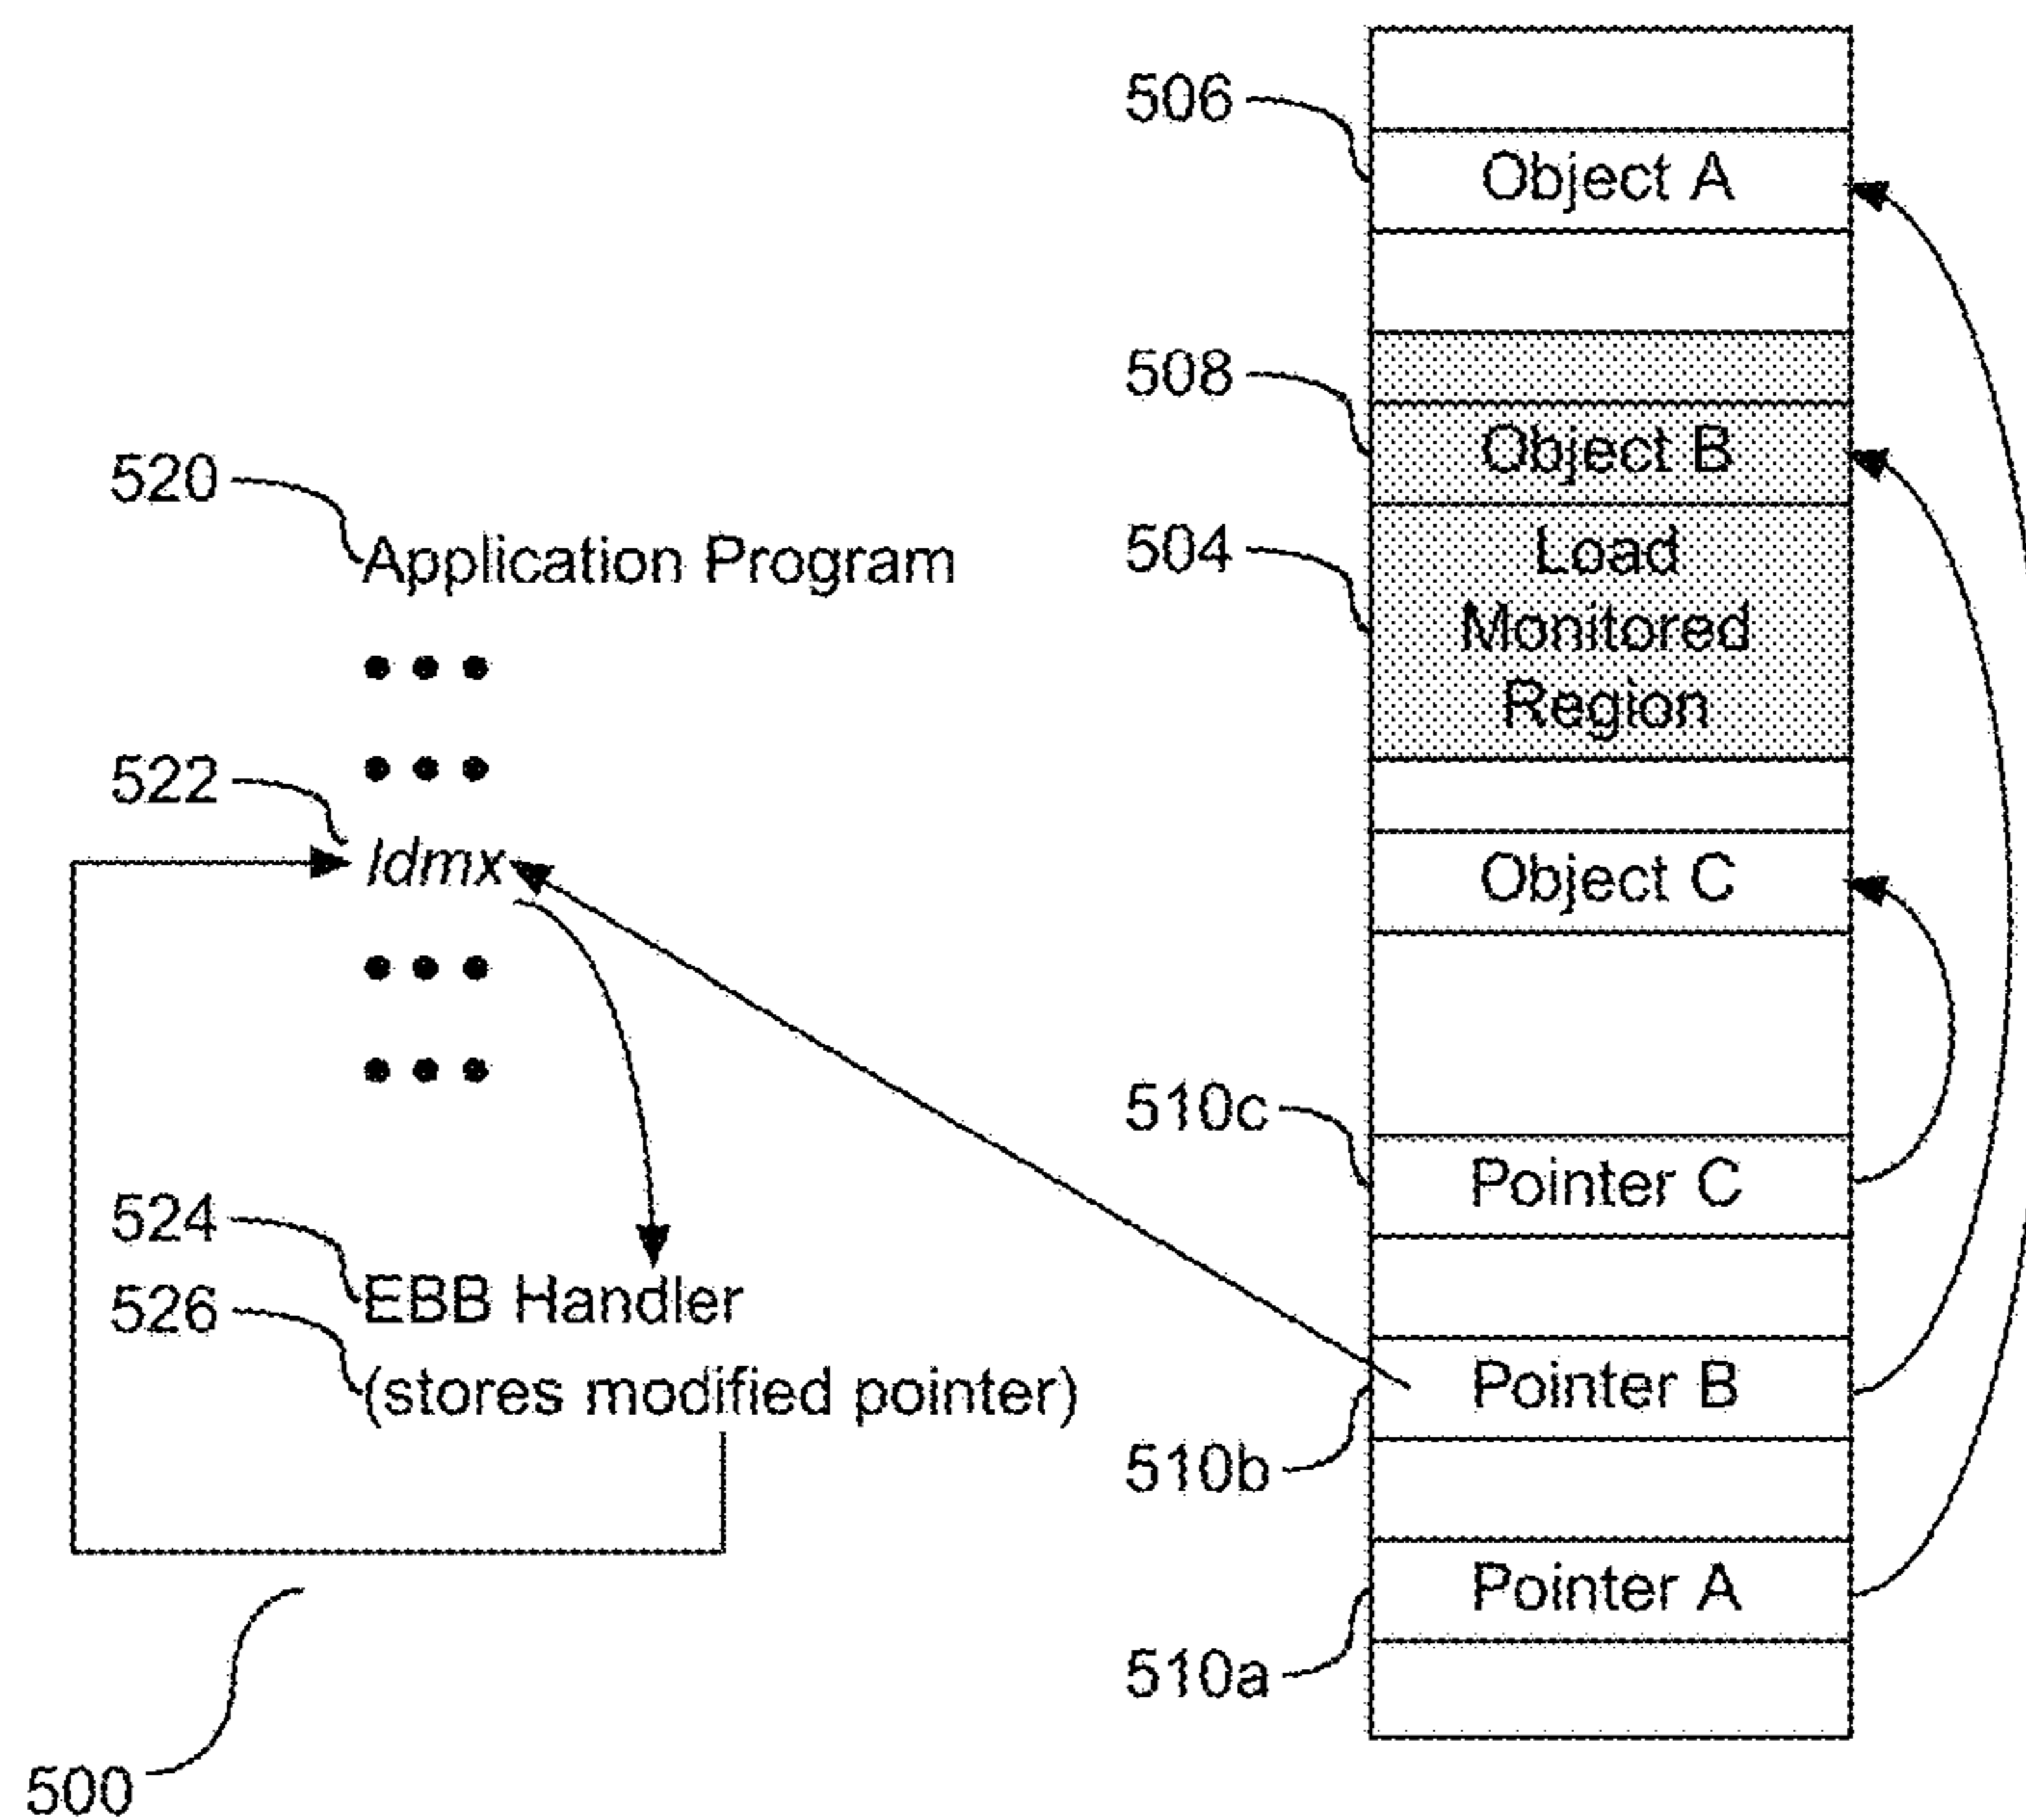 506
Object A
508
Object B
504
Load
Monitored
Region
520
Application Program
522
ldmx
Object C
510c
Pointer C
524
EBB Handler
526
(stores modified pointer)
Pointer B
510b
Pointer A
510a
500